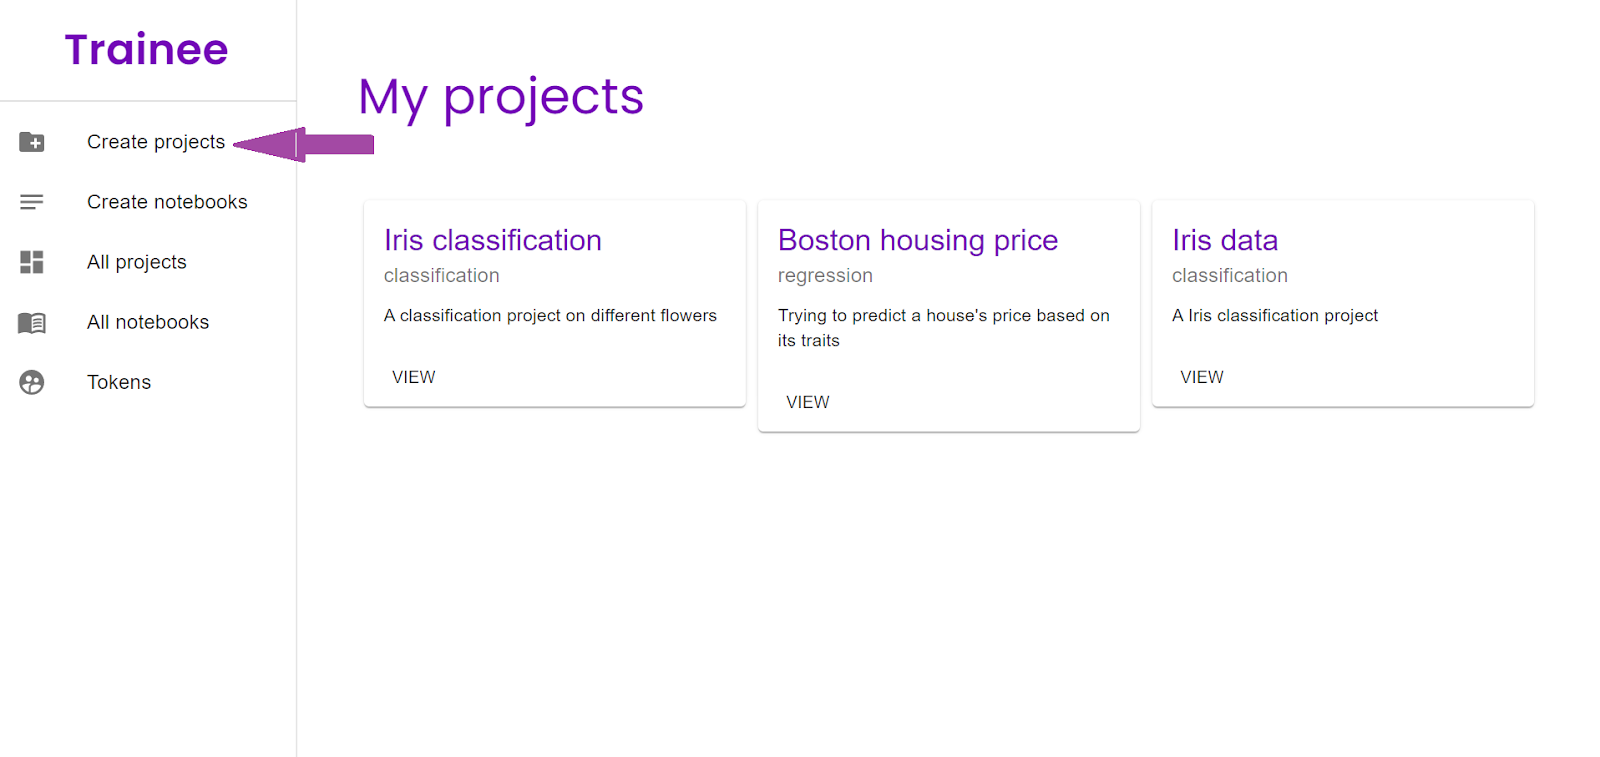 Trainee
Create projects
Create notebooks
All projects
All notebooks
Tokens
My projects
Iris classification
classification
A classification project on different flowers
VIEW
Boston housing price
regression
Trying to predict a house's price based on
its traits
VIEW
Iris data
classification
A Iris classification project
VIEW